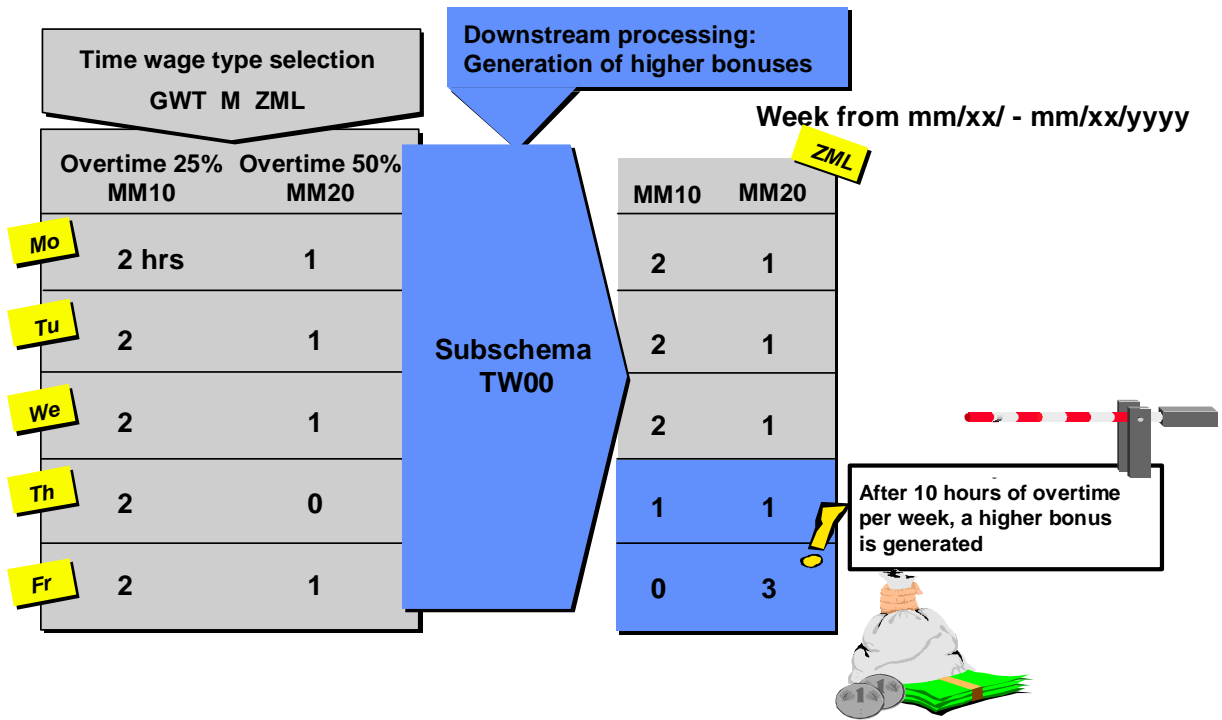 Time wage type selection
GWT M ZML
Downstream processing:
Generation of higher bonuses
Week from mm/xx/ - mm/xx/yyyy
ZML
Overtime 25% Overtime 50%
MM10 MM20
MM10 MM20
Mo 2 hrs 1 2 1
Tu 2 1 2 1
Subschema
TW00
We 2 1 2 1
Th 2 0 1 1
Fr 2 1 0 3
After 10 hours of overtime
per week, a higher bonus
is generated
1 1